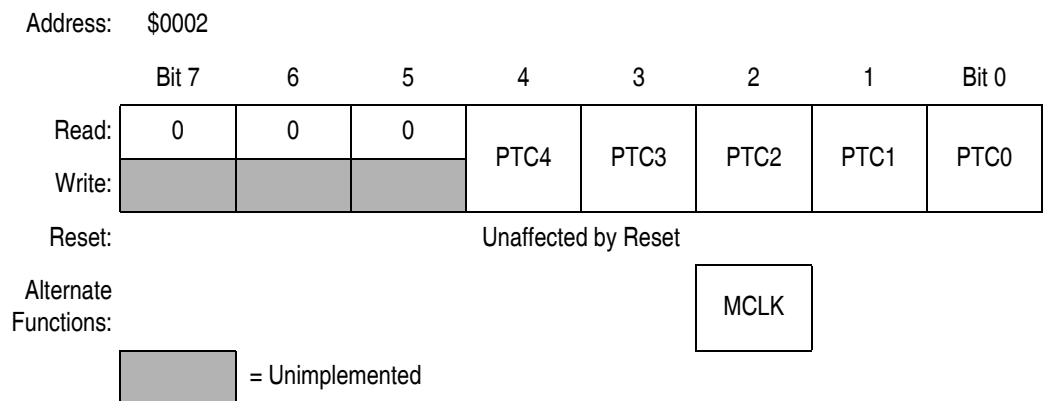 Address: $0002
Bit 7 6 5 4 3 2 1 Bit 0
Read: 0 0 0 PTC4 PTC3 PTC2 PTC1 PTC0
Write:
Reset: Unaffected by Reset
Alternate
Functions: MCLK
= Unimplemented